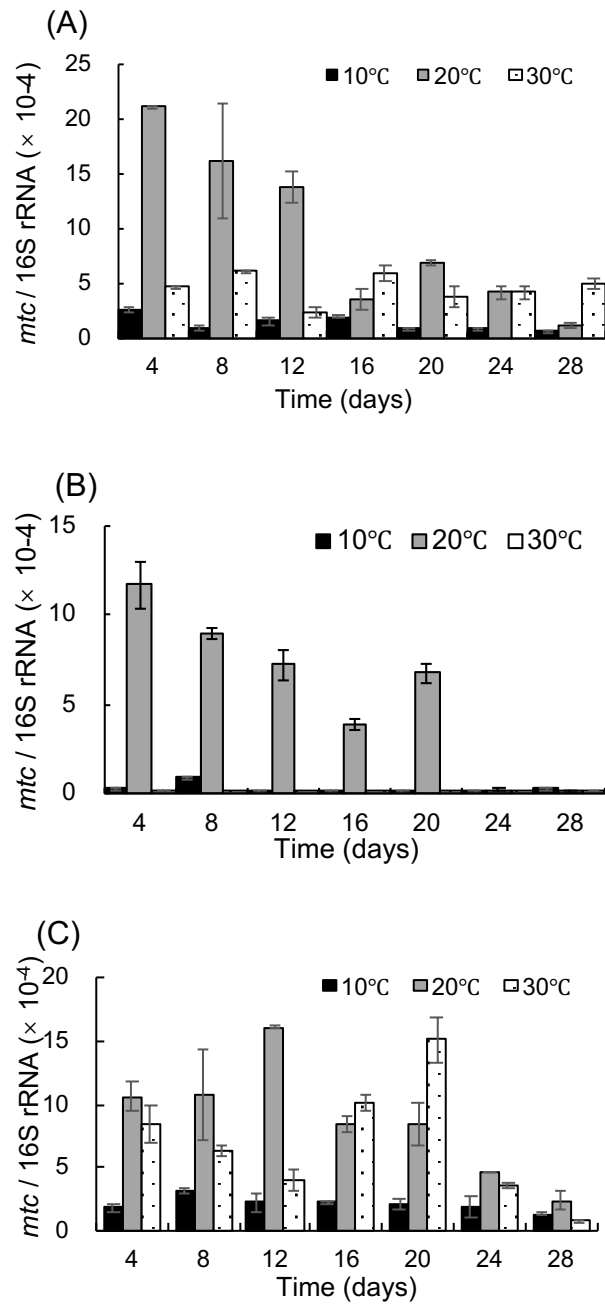 (A)
25
20
15
10
5
0
mtc / 16S rRNA (× 10-4)
10℃ 20℃ 30℃
4 8 12 16 20 24 28
Time (days)
(B)
15
10
5
0
mtc / 16S rRNA (× 10-4)
10℃ 20℃ 30℃
4 8 12 16 20 24 28
Time (days)
(C)
20
15
10
5
0
mtc / 16S rRNA (× 10⁻⁴)
10℃ 20℃ 30℃
4 8 12 16 20 24 28
Time (days)